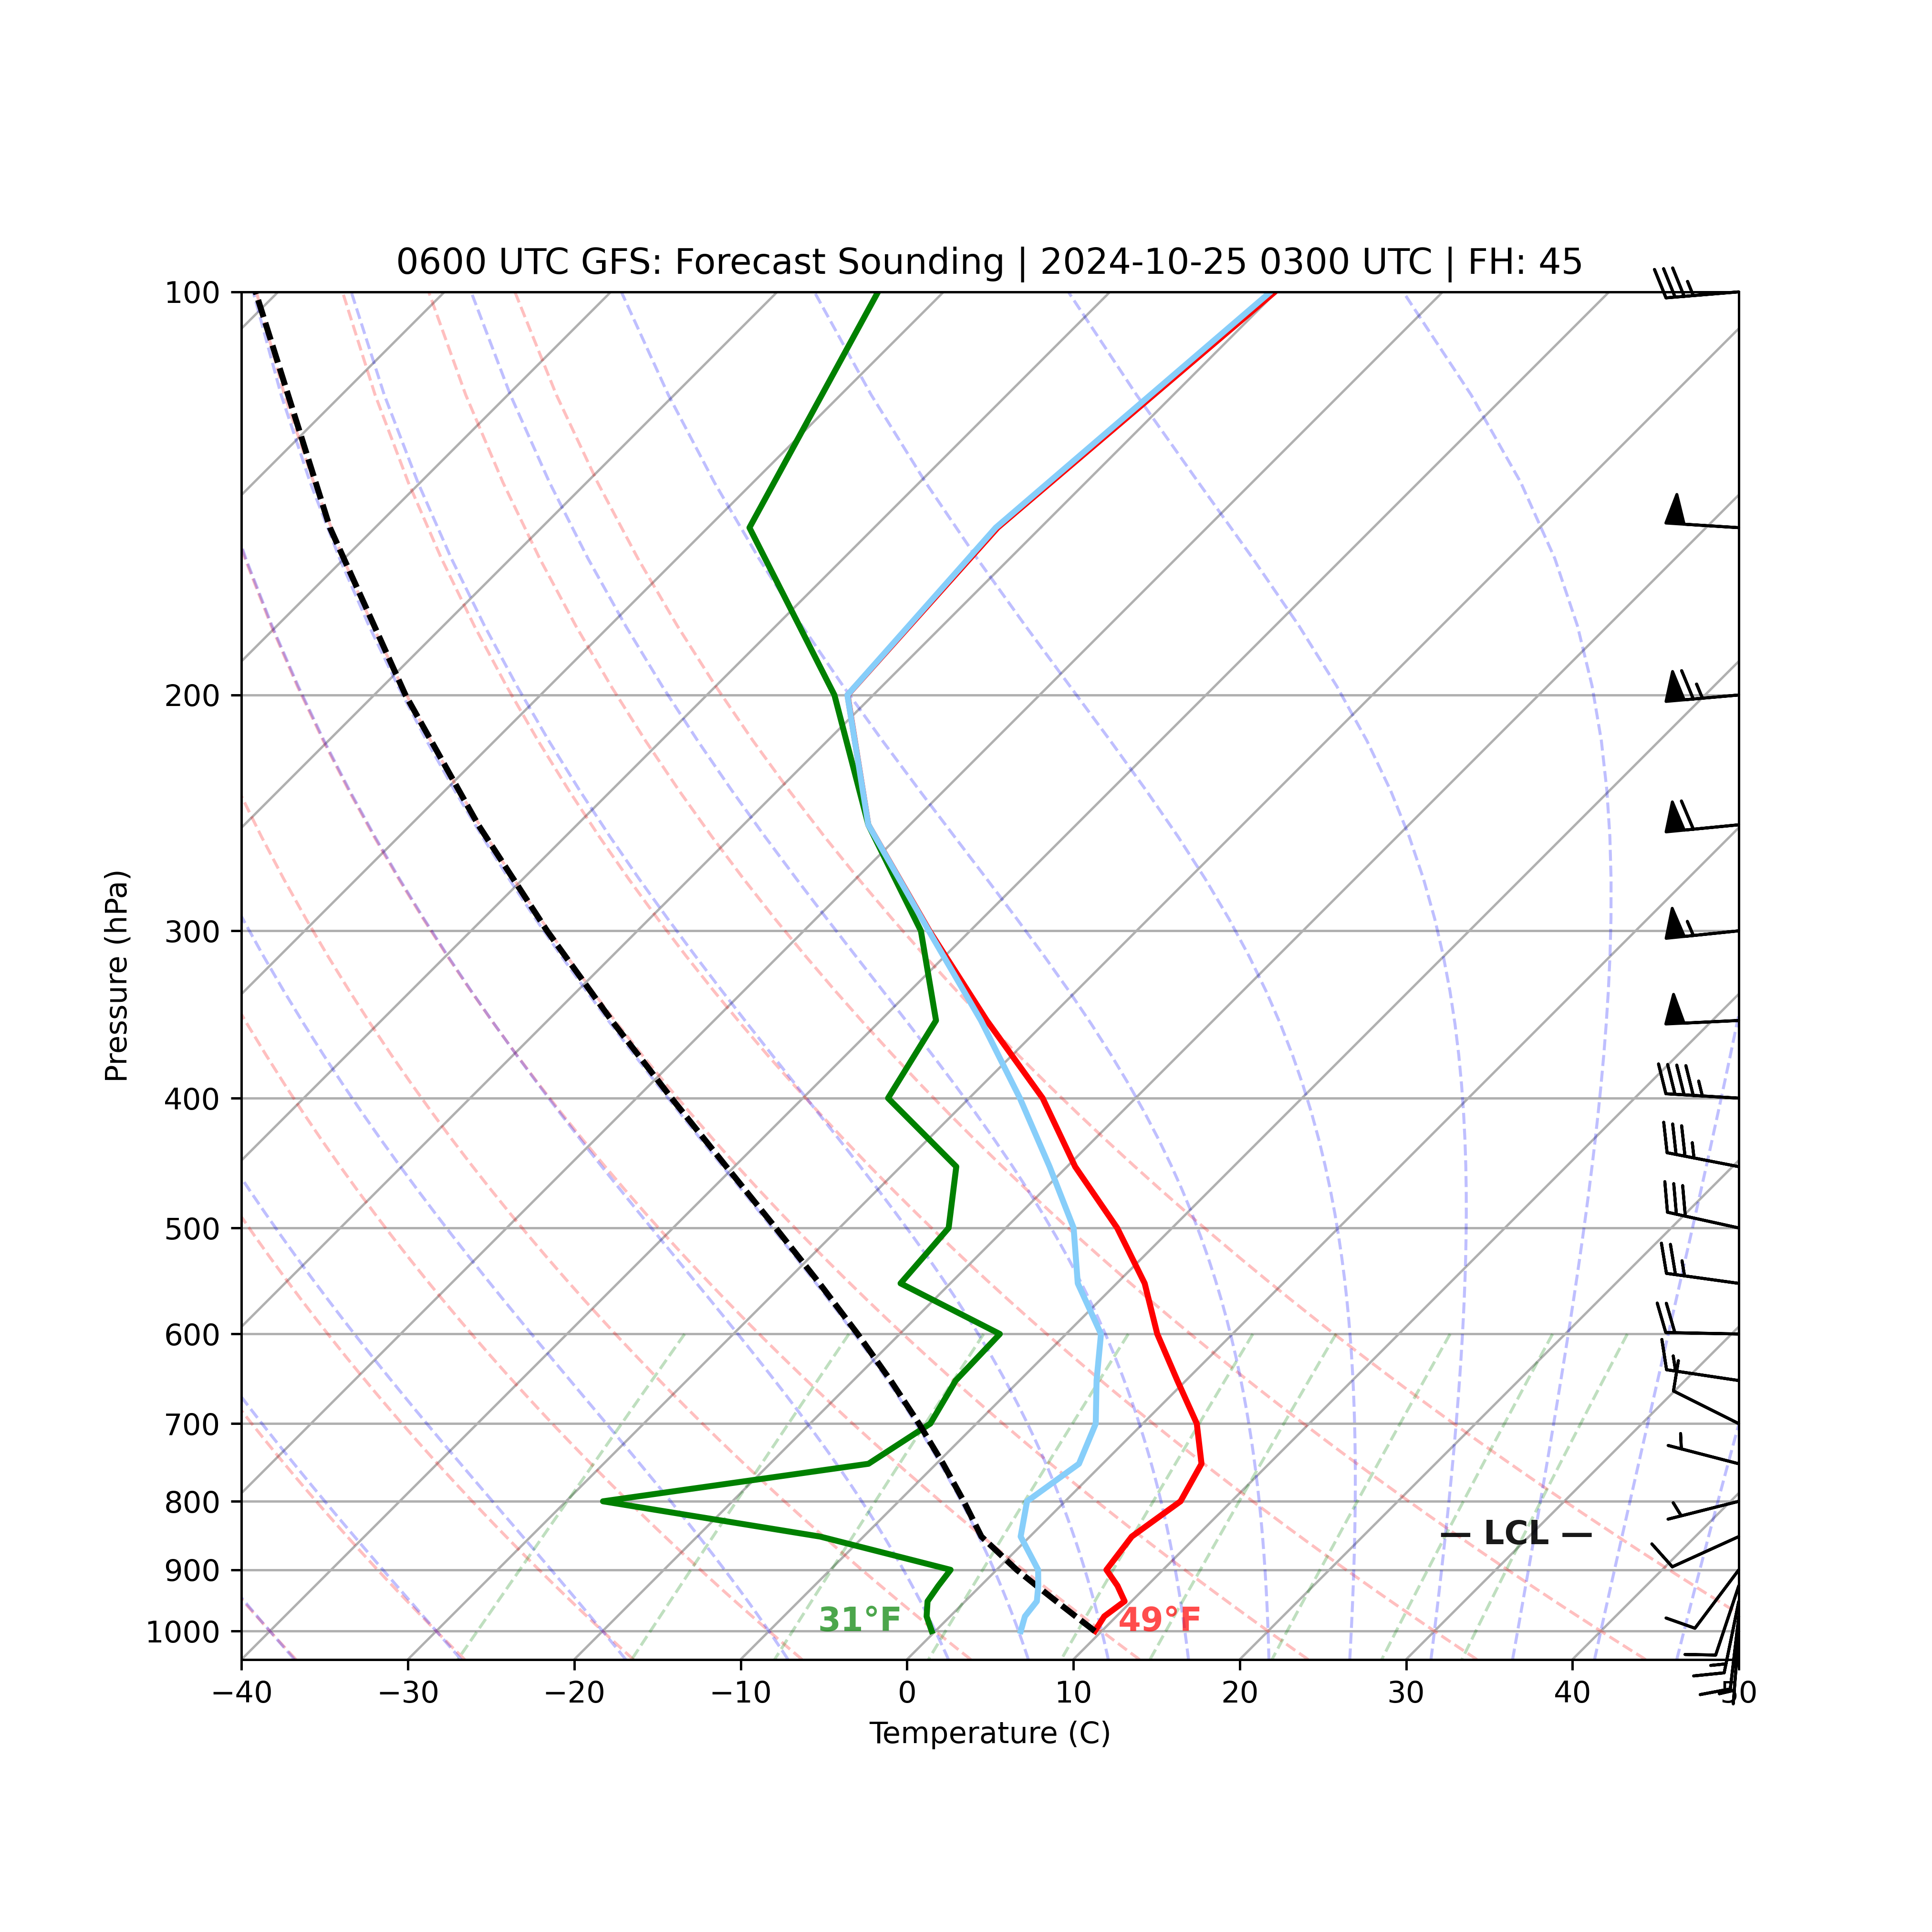 0600 UTC GFS: Forecast Sounding | 2024-10-25 0300 UTC | FH: 45
100
200
300
400
500
600
700
800
900
1000
Pressure (hPa)
— LCL —
31°F
49°F
−40 −30 −20 −10 0 10 20 30 40 50
Temperature (C)